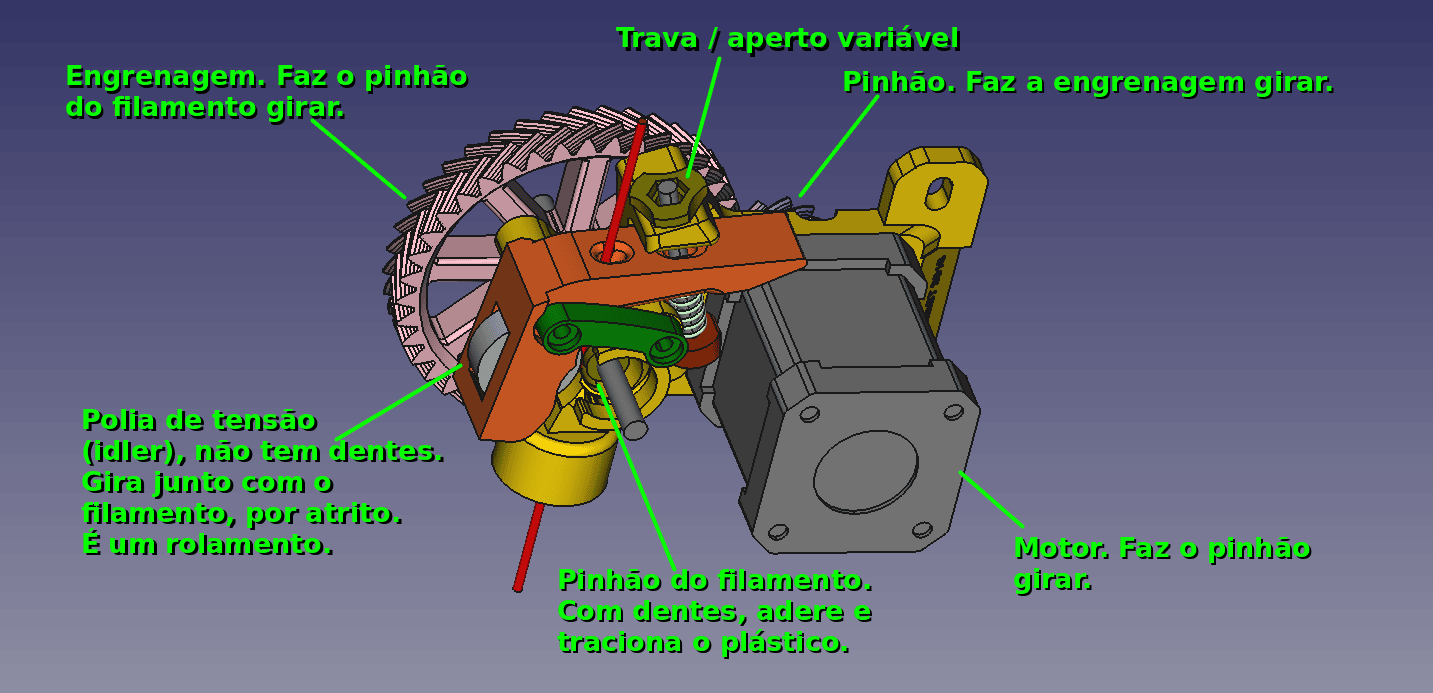 Trava / aperto variável
Engrenagem. Faz o pinhão
do filamento girar.
Pinhão. Faz a engrenagem girar.
Polia de tensão
(idler), não tem dentes.
Gira junto com o
filamento, por atrito.
É um rolamento.
Pinhão do filamento.
Com dentes, adere e
traciona o plástico.
Motor. Faz o pinhão
girar.